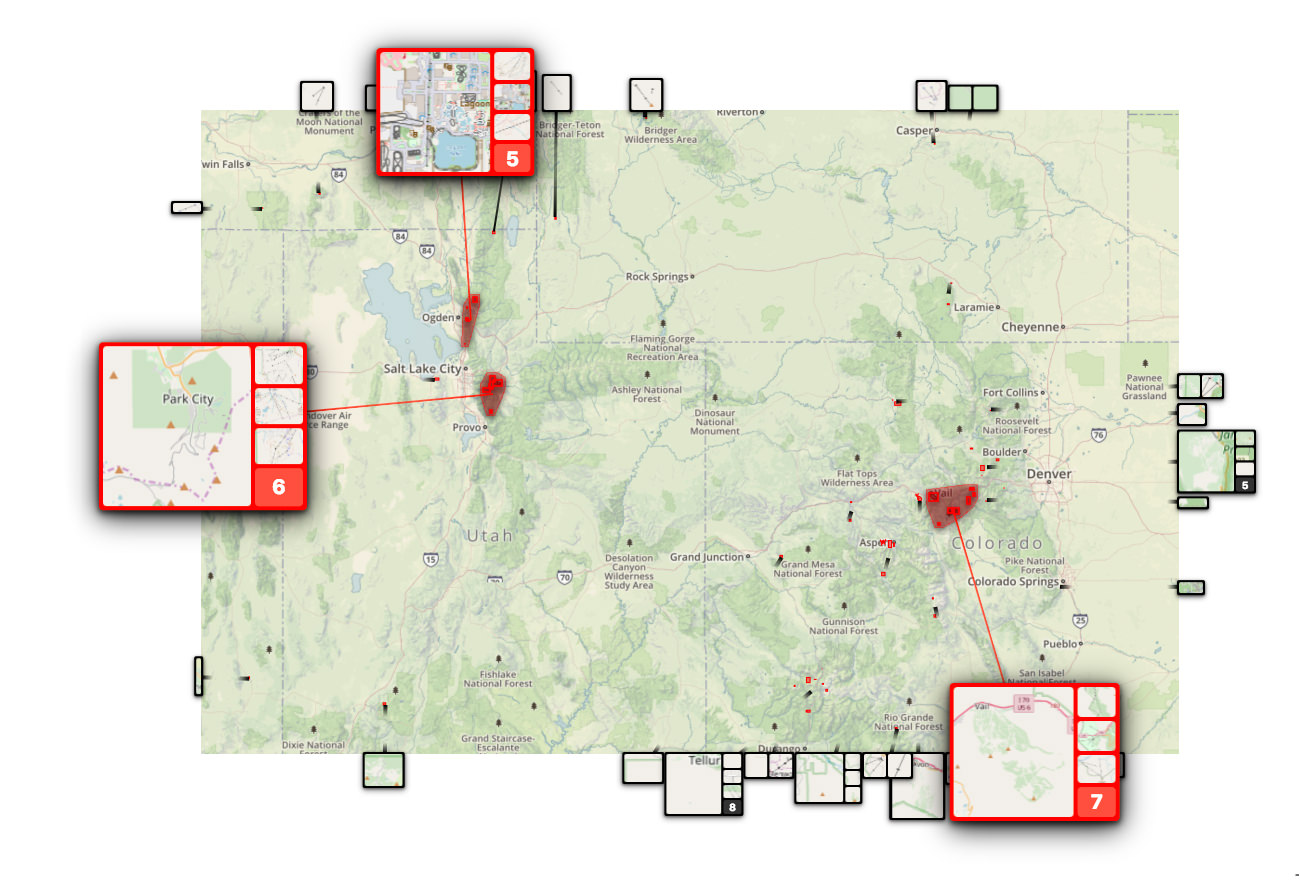 Craters of the
Moon National
Monument
Lagoon
5
Bridger-Teton
National Forest
Bridger
Wilderness Area
Riverton
Casper
win Falls
84
84
84
Rock Springs
Laramie
Cheyenne
Ogden
Salt Lake City
Flaming Gorge
National
Recreation Area
Ashley National
Forest
Dinosaur
National
Monument
Fort Collins
Roosevelt
National Forest
Pawnee
National
Grassland
76
Park City
6
ndover Air
ce Range
Provo
Boulder
Denver
Flat Tops
Wilderness Area
Vail
5
Utah
15
70
70
Desolation
Canyon
Wilderness
Study Area
Grand Junction
Grand Mesa
National Forest
Colorado
Pike National
Forest
Colorado Springs
25
Gunnison
National Forest
Pueblo
San Isabel
National Forest
Fishlake
National Forest
Rio Grande
National Forest
Dixie National
Forest
Grand Staircase-
Escalante
Durango
Tellur
8
Vail
I 70
US 6
7